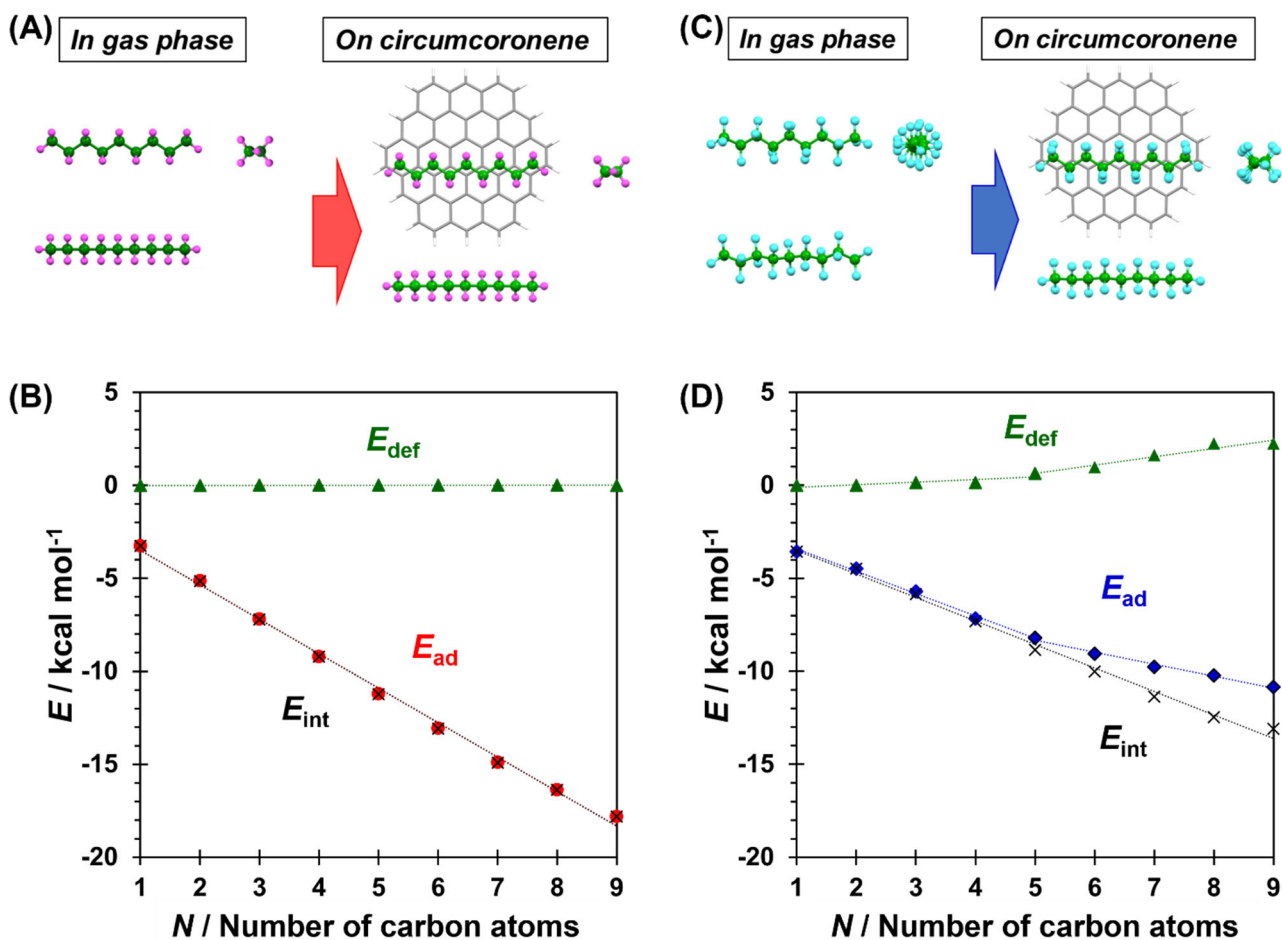 (A)
In gas phase
On circumcoronene
(C)
In gas phase
On circumcoronene
(B)
5
0
-5
-10
-15
-20
E / kcal mol-1
Edef
Ead
Eint
1 2 3 4 5 6 7 8 9
N / Number of carbon atoms
(D)
5
0
-5
-10
-15
-20
E / kcal mol-1
Edef
Ead
Eint
1 2 3 4 5 6 7 8 9
N / Number of carbon atoms